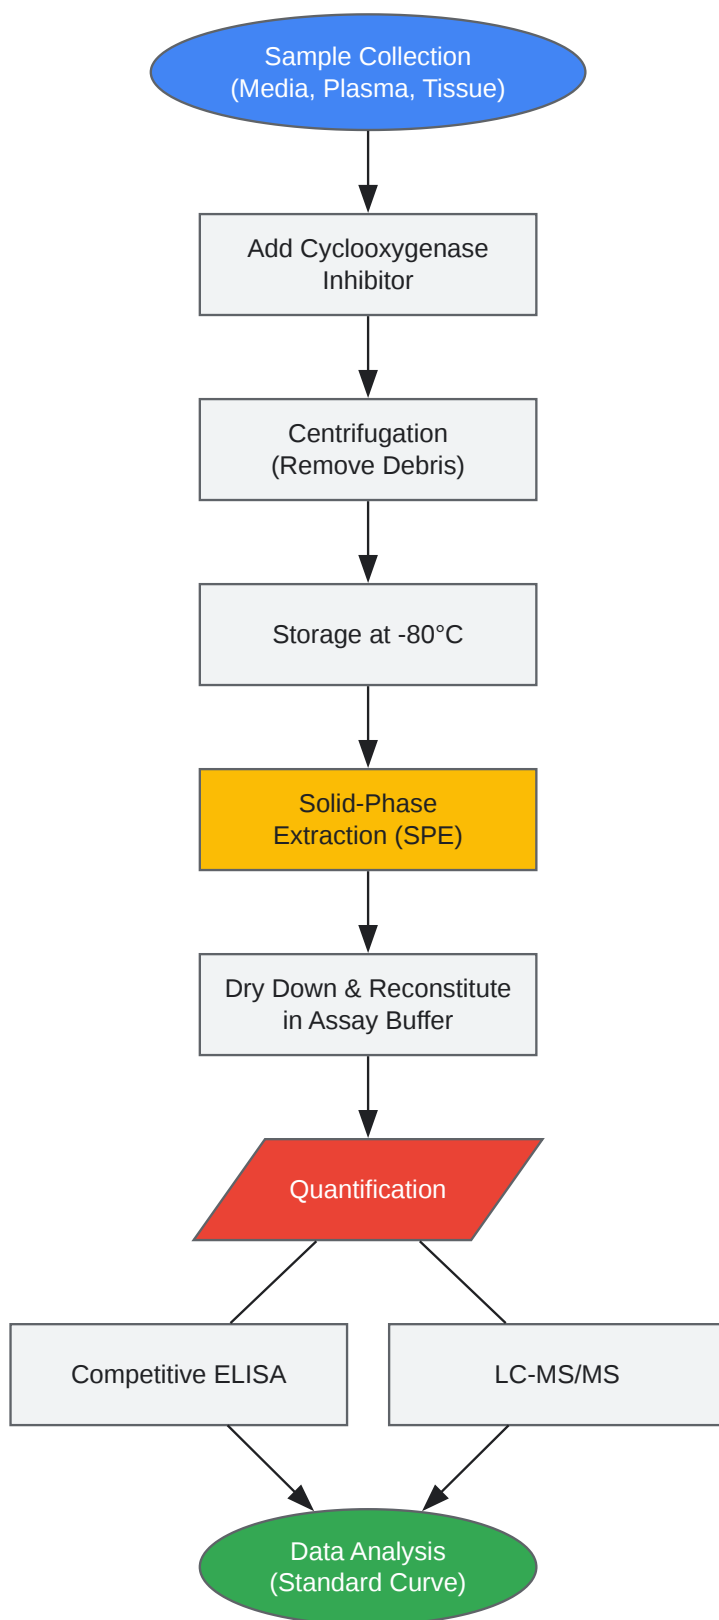 Sample Collection
(Media, Plasma, Tissue)
Add Cyclooxygenase
Inhibitor
Centrifugation
(Remove Debris)
Storage at -80°C
Solid-Phase
Extraction (SPE)
Dry Down & Reconstitute
in Assay Buffer
Quantification
Competitive ELISA
LC-MS/MS
Data Analysis
(Standard Curve)